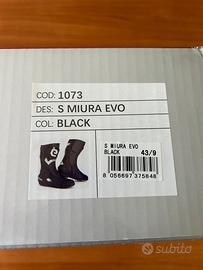 COD: 1073
DES: S MIURA EVO
COL: BLACK
S MIURA EVO
BLACK 43/9
8 056697 375848
subito